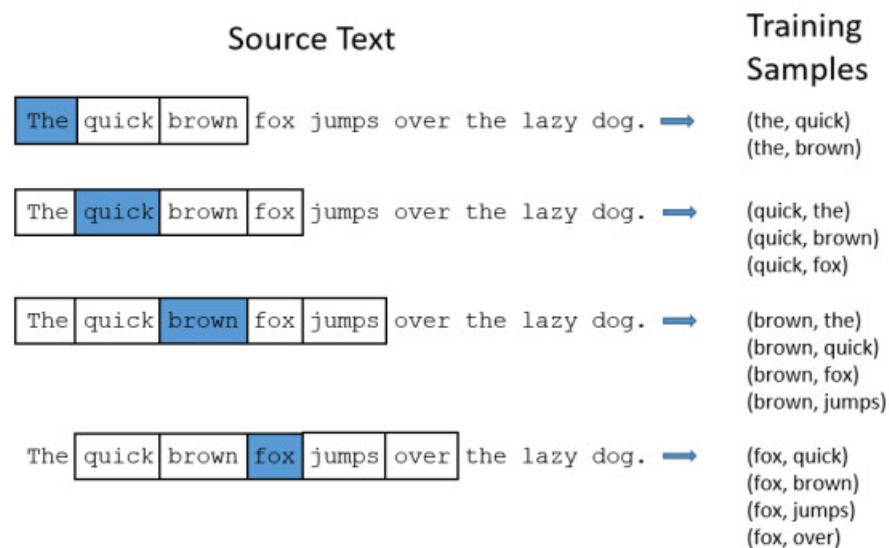 Source Text
Training
Samples
The quick brown fox jumps over the lazy dog.
(the, quick)
(the, brown)
The quick brown fox jumps over the lazy dog.
(quick, the)
(quick, brown)
(quick, fox)
The quick brown fox jumps over the lazy dog.
(brown, the)
(brown, quick)
(brown, fox)
(brown, jumps)
The quick brown fox jumps over the lazy dog.
(fox, quick)
(fox, brown)
(fox, jumps)
(fox, over)